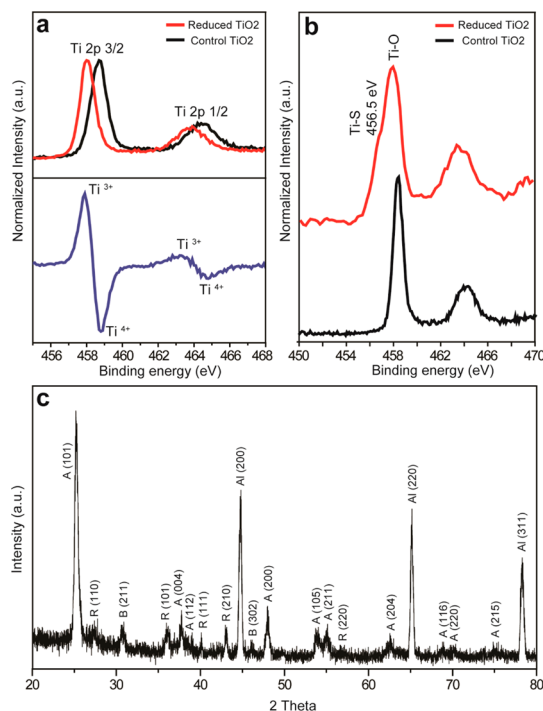 a
Reduced TiO2
Control TiO2
Ti 2p 3/2
Ti 2p 1/2
Normalized Intensity (a.u.)
Ti 3+
Ti 3+
Ti 4+
Ti 4+
456 458 460 462 464 466 468
Binding energy (eV)
b
Reduced TiO2
Control TiO2
Ti-O
Ti-S
456.5 eV
Normalized Intensity (a.u.)
450 454 458 462 466 470
Binding energy (eV)
c
Intensity (a.u.)
A (101)
R (110)
B (211)
R (101)
A (004)
A (112)
R (111)
R (210)
Al (200)
B (302)
A (200)
A (105)
A (211)
R (220)
A (204)
Al (220)
A (116)
A (220)
A (215)
Al (311)
20 30 40 50 60 70 80
2 Theta